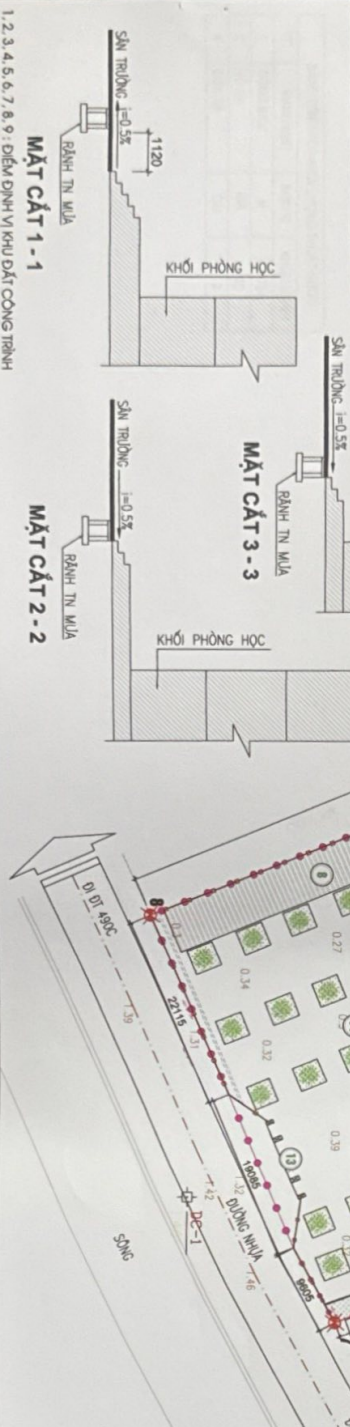 SÂN TRƯỜNG i=0.5%
1120
RÃNH TN MƯA
KHỐI PHÒNG HỌC
MẶT CẮT 1 - 1
1, 2, 3, 4, 5, 6, 7, 8, 9 : ĐIỂM ĐỊNH VỊ KHU ĐẤT CÔNG TRÌNH
SÂN TRƯỜNG i=0.5%
RÃNH TN MƯA
MẶT CẮT 3 - 3
SÂN TRƯỜNG i=0.5%
RÃNH TN MƯA
KHỐI PHÒNG HỌC
MẶT CẮT 2 - 2
8
0.27
0.34
0.32
0.39
8
ĐI ĐT 490C
1.39
22115
1.31
13
19085
1.32
1.42
ĐƯỜNG NHỰA
1.46
9605
DC-1
SÔNG